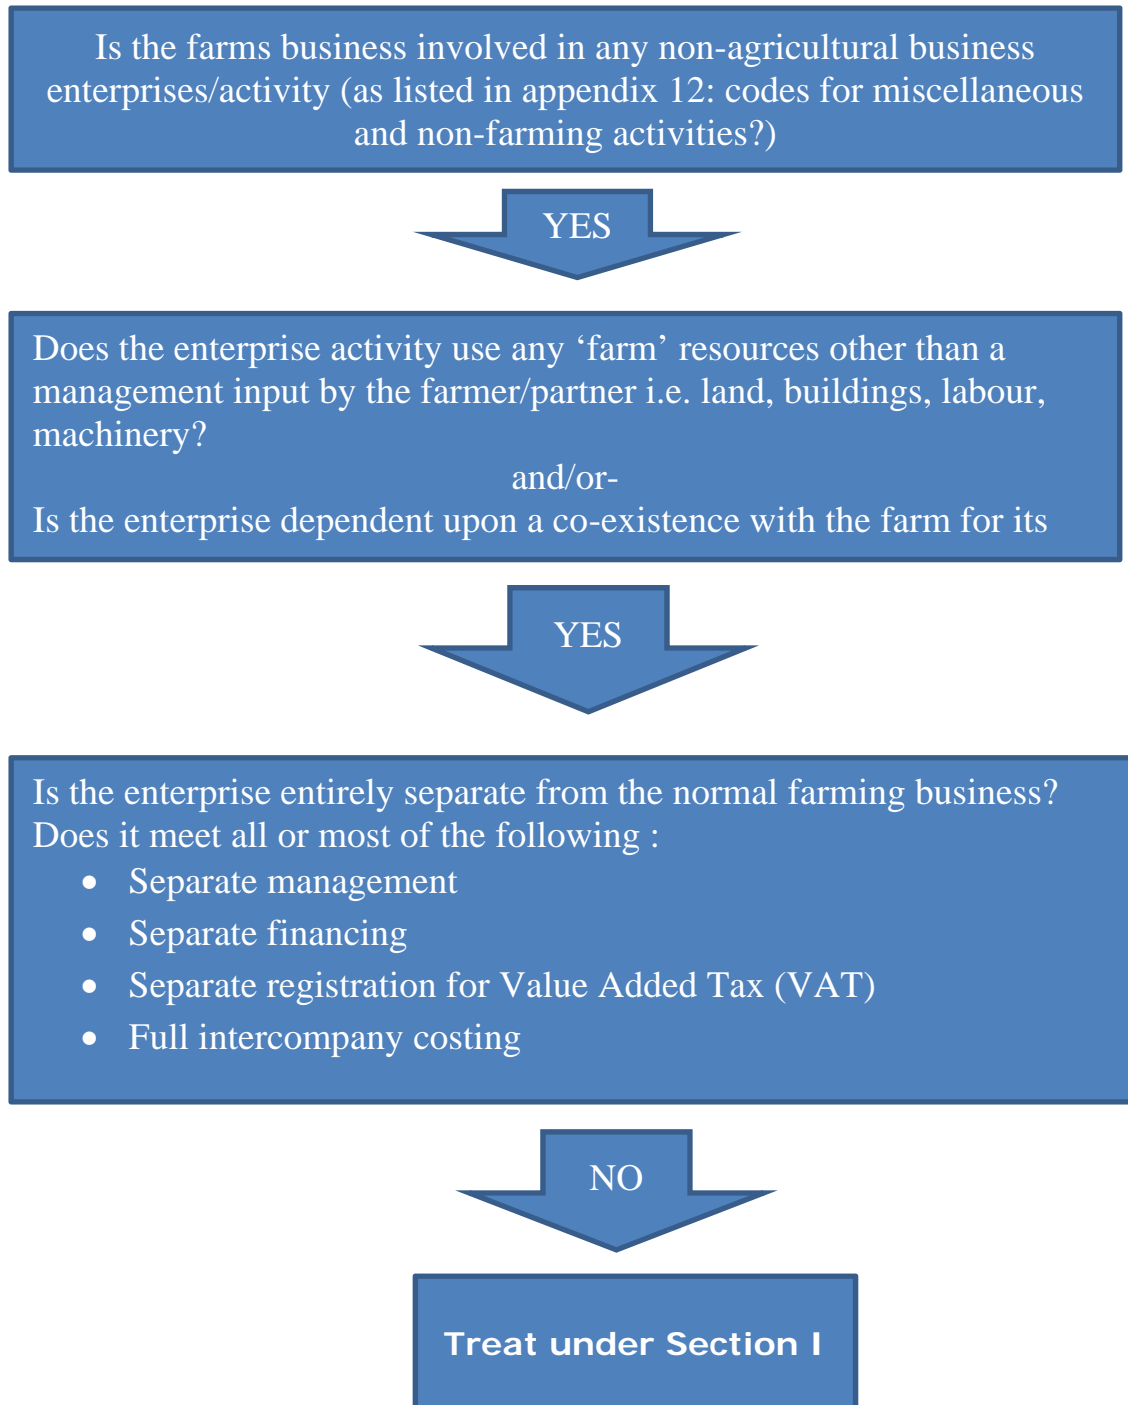 Is the farms business involved in any non-agricultural business
enterprises/activity (as listed in appendix 12: codes for miscellaneous
and non-farming activities?)
YES
Does the enterprise activity use any ‘farm’ resources other than a
management input by the farmer/partner i.e. land, buildings, labour,
machinery?
and/or-
Is the enterprise dependent upon a co-existence with the farm for its
YES
Is the enterprise entirely separate from the normal farming business?
Does it meet all or most of the following :
• Separate management
• Separate financing
• Separate registration for Value Added Tax (VAT)
• Full intercompany costing
NO
Treat under Section I